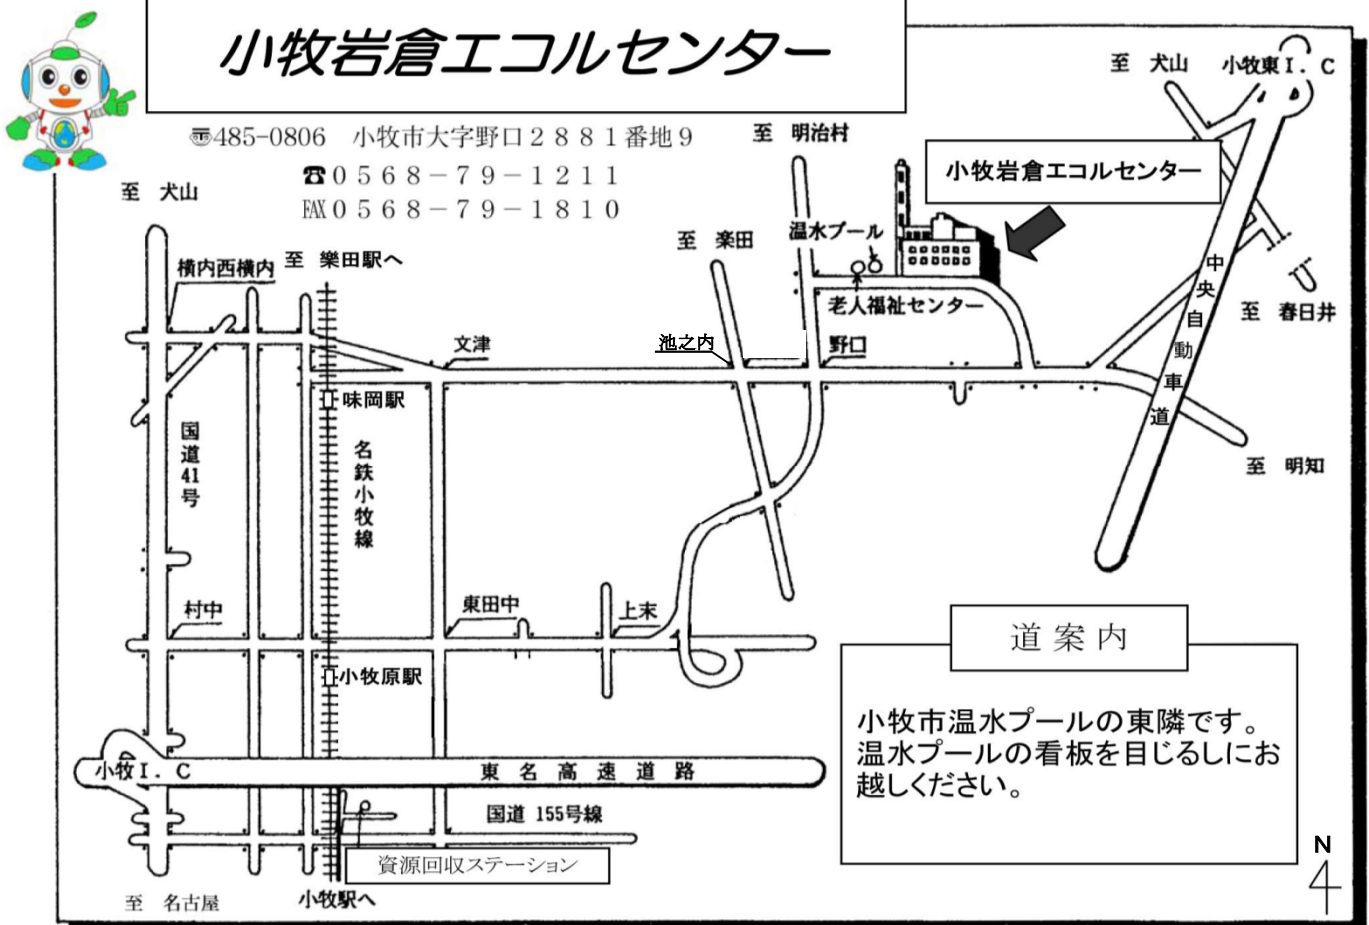 小牧岩倉エコルセンター
〠485-0806 小牧市大字野口２８８１番地９
☎０５６８－７９－１２１１
℻０５６８－７９－１８１０
至 犬山
小牧東Ｉ．Ｃ
至 明治村
小牧岩倉エコルセンター
至 犬山
至 楽田
温水プール
横内西横内
至 樂田駅へ
老人福祉センター
至 春日井
中央自動車道
文津
池之内
野口
味岡駅
国道41号
名鉄小牧線
至 明知
村中
東田中
上末
小牧原駅
道案内
小牧市温水プールの東隣です。
温水プールの看板を目じるしにお
越しください。
小牧Ｉ．Ｃ
東名高速道路
国道 155号線
資源回収ステーション
N
至 名古屋
小牧駅へ